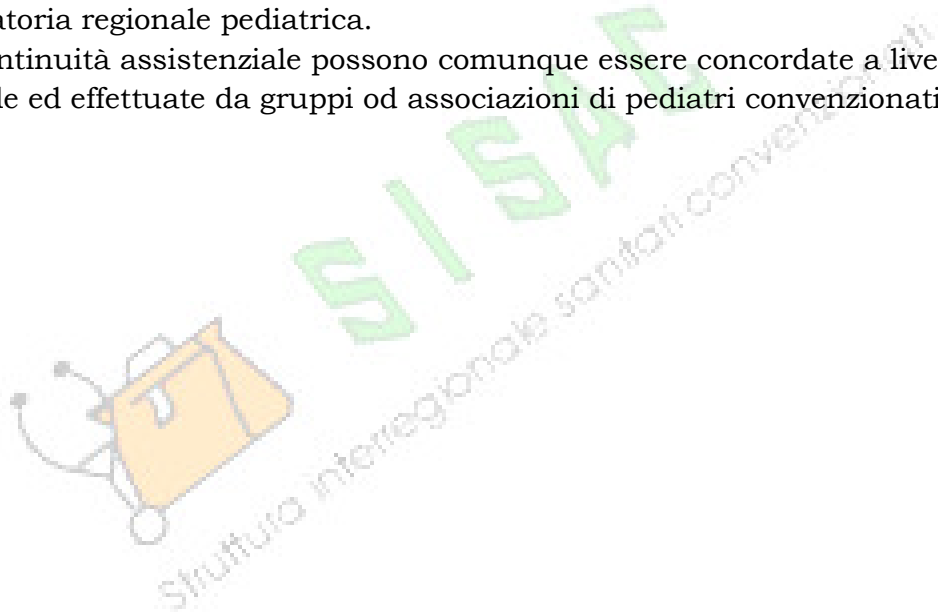 atoria regionale pediatrica.
ntinuità assistenziale possono comunque essere concordate a live
le ed effettuate da gruppi od associazioni di pediatri convenzionati
SISAC
Struttura interregionale sanitari convenzionati